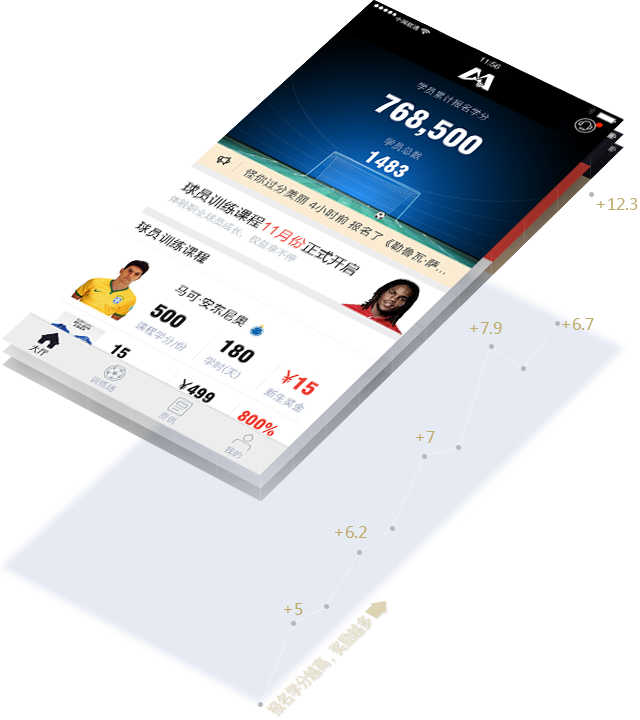 中国联通
11:56
学员累计报名学分
768,500
学员总数
1483
怪你过分美丽 4小时前 报名了《勒鲁瓦·萨...
球员训练课程11月份正式开启
体验职业球员成长，权益享不停
球员训练课程
马可·安东尼奥
500
课程学分/份
180
学时(天)
¥15
新生奖金
15
¥499
800%
大厅
训练场
资讯
我的
+12.3
+6.7
+7.9
+7
+6.2
+5
报名学分越高，奖励越多